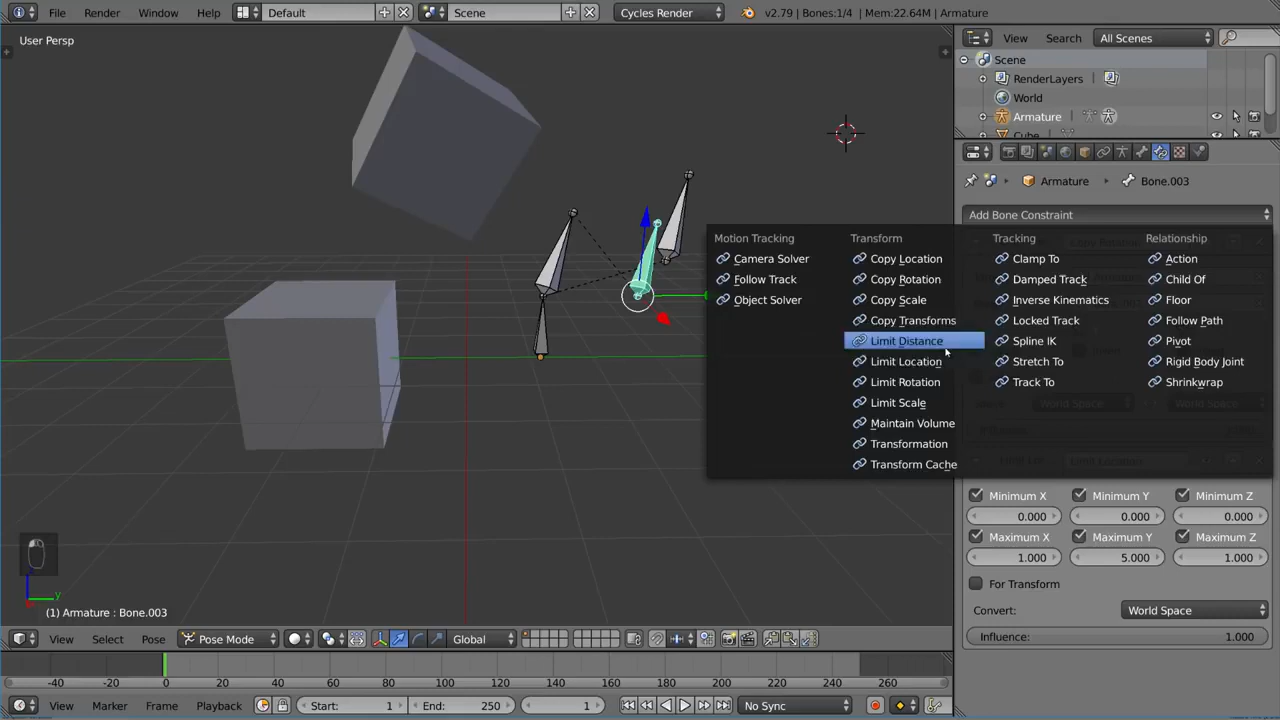 File Render Window Help Default Scene Cycles Render v2.79 | Bones:1/4 | Mem:22.64M | Armature
User Persp
View Search All Scenes
Scene
RenderLayers
World
Armature
Cube
Armature Bone.003
Add Bone Constraint
Motion Tracking Transform Tracking Relationship
Camera Solver Copy Location Clamp To Action
Follow Track Copy Rotation Damped Track Child Of
Object Solver Copy Scale Inverse Kinematics Floor
Copy Transforms Locked Track Follow Path
Limit Distance Spline IK Pivot
Limit Location Stretch To Rigid Body Joint
Limit Rotation Track To Shrinkwrap
Limit Scale World Space World Space
Maintain Volume
Transformation
Transform Cache Limit Location
Minimum X Minimum Y Minimum Z
0.000 0.000 0.000
Maximum X Maximum Y Maximum Z
1.000 5.000 1.000
For Transform
Convert: World Space
Influence: 1.000
y
(1) Armature : Bone.003
View Select Pose Pose Mode Global
-40 -20 0 20 40 60 80 100 120 140 160 180 200 220 240 260 280
View Marker Frame Playback Start: 1 End: 250 1 No Sync